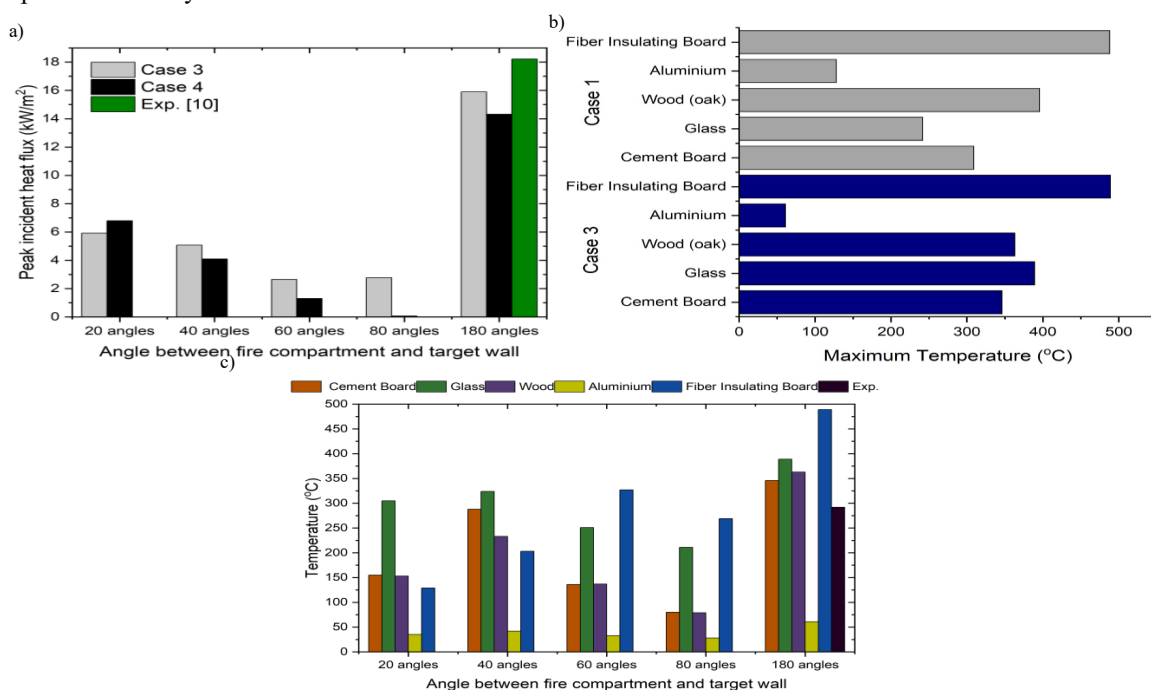 a)
18
16
14
12
10
8
6
4
2
0
Peak incident heat flux (kW/m²)
Case 3
Case 4
Exp. [10]
20 angles 40 angles 60 angles 80 angles 180 angles
Angle between fire compartment and target wall
b)
Case 1
Fiber Insulating Board
Aluminium
Wood (oak)
Glass
Cement Board
Case 3
Fiber Insulating Board
Aluminium
Wood (oak)
Glass
Cement Board
0 100 200 300 400 500
Maximum Temperature (°C)
c)
Cement Board Glass Wood Aluminium Fiber Insulating Board Exp.
500
450
400
350
300
250
200
150
100
50
0
Temperature (°C)
20 angles 40 angles 60 angles 80 angles 180 angles
Angle between fire compartment and target wall